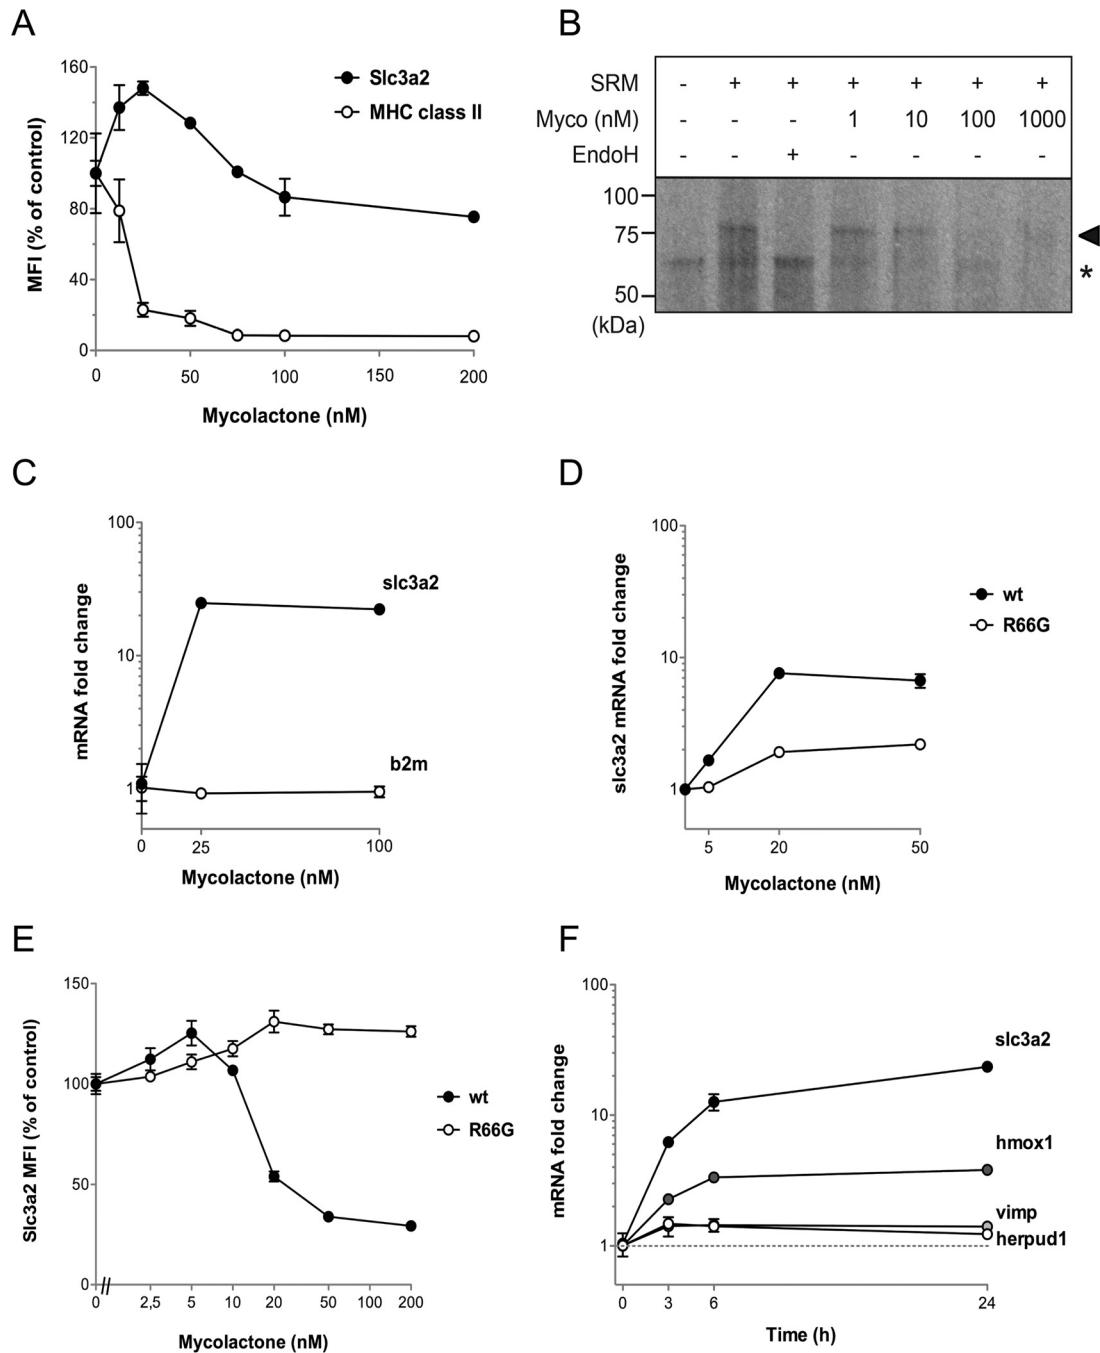 A
160
120
80
40
0
MFI (% of control)
Slc3a2
MHC class II
0 50 100 150 200
Mycolactone (nM)
B
SRM - + + + + + +
Myco (nM) - - - 1 10 100 1000
EndoH - - + - - - -
100
75
50
(kDa)
*
C
100
10
1
mRNA fold change
slc3a2
b2m
0 25 100
Mycolactone (nM)
D
100
10
1
slc3a2 mRNA fold change
wt
R66G
5 20 50
Mycolactone (nM)
E
150
100
50
0
Slc3a2 MFI (% of control)
wt
R66G
0 // 2,5 5 10 20 50 100 200
Mycolactone (nM)
F
100
10
1
mRNA fold change
slc3a2
hmox1
vimp
herpud1
0 3 6 24
Time (h)